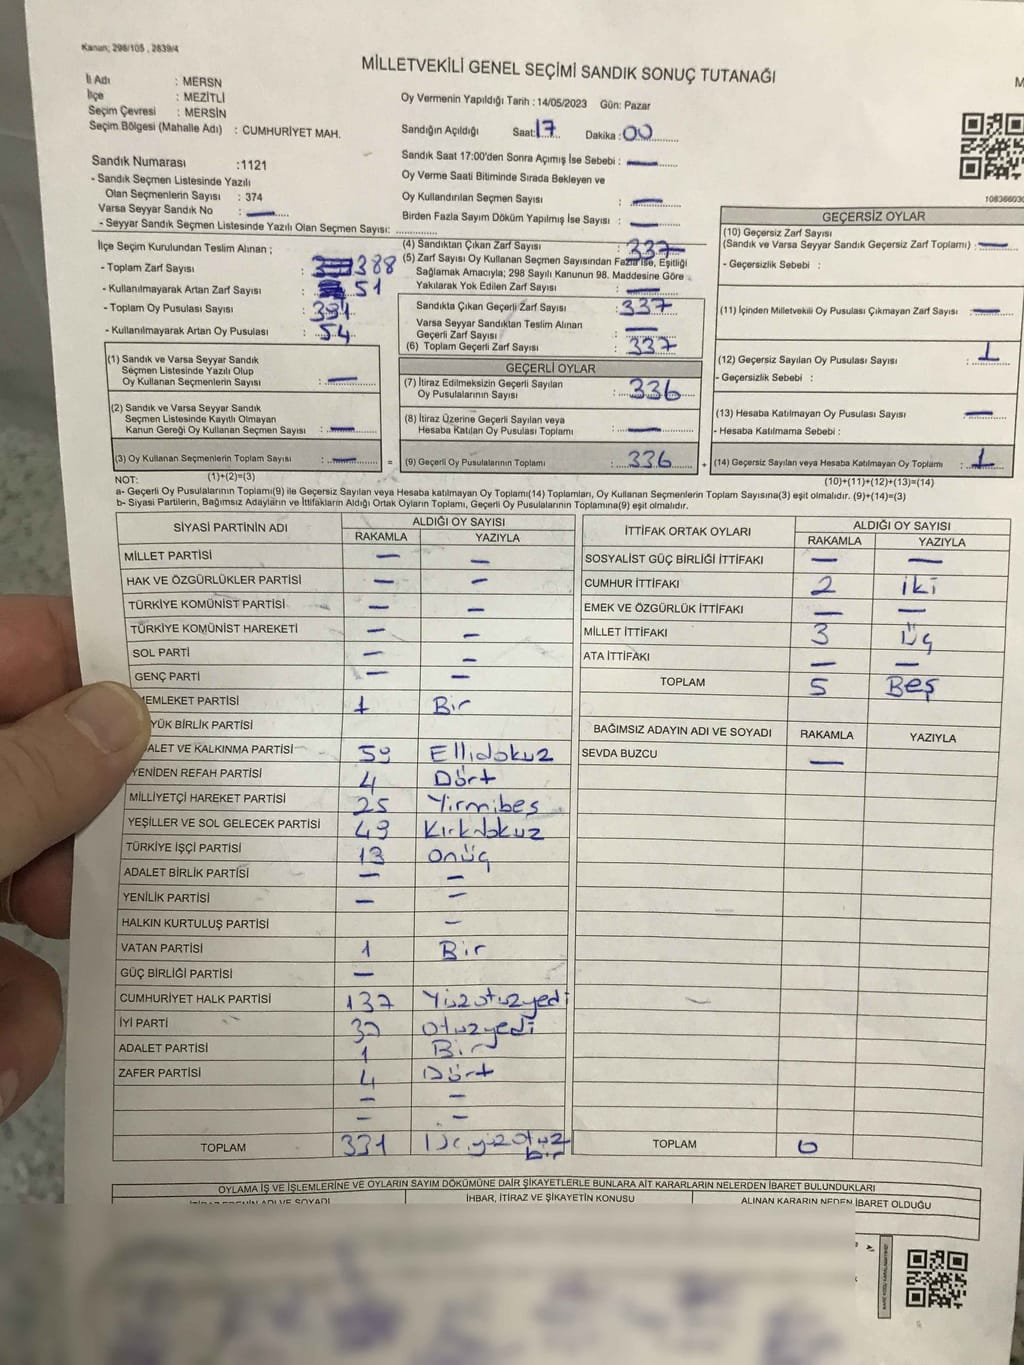 Kanun; 298/105 , 2839/4
MİLLETVEKİLİ GENEL SEÇİMİ SANDIK SONUÇ TUTANAĞI
İl Adı : MERSN
İlçe : MEZİTLİ
Seçim Çevresi : MERSİN
Seçim Bölgesi (Mahalle Adı) : CUMHURİYET MAH.
Oy Vermenin Yapıldığı Tarih : 14/05/2023 Gün: Pazar
Sandığın Açıldığı Saat: 17 Dakika : 00
Sandık Saat 17:00'den Sonra Açımış İse Sebebi : —
Oy Verme Saati Bitiminde Sırada Bekleyen ve
Oy Kullandırılan Seçmen Sayısı : —
Birden Fazla Sayım Döküm Yapılmış İse Sayısı : —
Sandık Numarası :1121
- Sandık Seçmen Listesinde Yazılı
Olan Seçmenlerin Sayısı : 374
Varsa Seyyar Sandık No : —
- Seyyar Sandık Seçmen Listesinde Yazılı Olan Seçmen Sayısı:
İlçe Seçim Kurulundan Teslim Alınan ;
- Toplam Zarf Sayısı : 388
- Kullanılmayarak Artan Zarf Sayısı : 51
- Toplam Oy Pusulası Sayısı :
- Kullanılmayarak Artan Oy Pusulası : 54
(4) Sandıktan Çıkan Zarf Sayısı : 337
(5) Zarf Sayısı Oy Kullanan Seçmen Sayısından Fazla İse, Eşitliği
Sağlamak Amacıyla; 298 Sayılı Kanunun 98. Maddesine Göre
Yakılarak Yok Edilen Zarf Sayısı : —
Sandıkta Çıkan Geçerli Zarf Sayısı : 337
Varsa Seyyar Sandıktan Teslim Alınan
Geçerli Zarf Sayısı : —
(6) Toplam Geçerli Zarf Sayısı : 337
GEÇERLİ OYLAR
(7) İtiraz Edilmeksizin Geçerli Sayılan
Oy Pusulalarının Sayısı : 336
(8) İtiraz Üzerine Geçerli Sayılan veya
Hesaba Katılan Oy Pusulası Toplamı : —
(9) Geçerli Oy Pusulalarının Toplamı : 336
(1) Sandık ve Varsa Seyyar Sandık
Seçmen Listesinde Yazılı Olup
Oy Kullanan Seçmenlerin Sayısı : —
(2) Sandık ve Varsa Seyyar Sandık
Seçmen Listesinde Kayıtlı Olmayan
Kanun Gereği Oy Kullanan Seçmen Sayısı : —
(3) Oy Kullanan Seçmenlerin Toplam Sayısı : — =
GEÇERSİZ OYLAR
(10) Geçersiz Zarf Sayısı
(Sandık ve Varsa Seyyar Sandık Geçersiz Zarf Toplamı) : —
- Geçersizlik Sebebi :
(11) İçinden Milletvekili Oy Pusulası Çıkmayan Zarf Sayısı : —
(12) Geçersiz Sayılan Oy Pusulası Sayısı : 1
- Geçersizlik Sebebi :
(13) Hesaba Katılmayan Oy Pusulası Sayısı : —
- Hesaba Katılmama Sebebi :
+ (14) Geçersiz Sayılan veya Hesaba Katılmayan Oy Toplamı : 1
NOT: (1)+(2)=(3)
(10)+(11)+(12)+(13)=(14)
a- Geçerli Oy Pusulalarının Toplamı(9) ile Geçersiz Sayılan veya Hesaba katılmayan Oy Toplamı(14) Toplamları, Oy Kullanan Seçmenlerin Toplam Sayısına(3) eşit olmalıdır. (9)+(14)=(3)
b- Siyasi Partilerin, Bağımsız Adayların ve İttifakların Aldığı Ortak Oyların Toplamı, Geçerli Oy Pusulalarının Toplamına(9) eşit olmalıdır.
SİYASİ PARTİNİN ADI ALDIĞI OY SAYISI
RAKAMLA YAZIYLA
MİLLET PARTİSİ — —
HAK VE ÖZGÜRLÜKLER PARTİSİ — —
TÜRKİYE KOMÜNİST PARTİSİ — —
TÜRKİYE KOMÜNİST HAREKETİ — —
SOL PARTİ — —
GENÇ PARTİ — —
EMLEKET PARTİSİ 1 Bir
YÜK BİRLİK PARTİSİ
ALET VE KALKINMA PARTİSİ 59 Ellidokuz
YENİDEN REFAH PARTİSİ 4 Dört
MİLLİYETÇİ HAREKET PARTİSİ 25 Yirmibeş
YEŞİLLER VE SOL GELECEK PARTİSİ 49 Kırkdokuz
TÜRKİYE İŞÇİ PARTİSİ 13 onüç
ADALET BİRLİK PARTİSİ — —
YENİLİK PARTİSİ — —
HALKIN KURTULUŞ PARTİSİ —
VATAN PARTİSİ 1 Bir
GÜÇ BİRLİĞİ PARTİSİ —
CUMHURİYET HALK PARTİSİ 137 Yüzotuzyedi
İYİ PARTİ 37 otuzyedi
ADALET PARTİSİ 1 Bir
ZAFER PARTİSİ 4 Dört
— —
— —
TOPLAM 331 Üçyüzotuz
bir
İTTİFAK ORTAK OYLARI ALDIĞI OY SAYISI
RAKAMLA YAZIYLA
SOSYALİST GÜÇ BİRLİĞİ İTTİFAKI — —
CUMHUR İTTİFAKI 2 iki
EMEK VE ÖZGÜRLÜK İTTİFAKI — —
MİLLET İTTİFAKI 3 Üç
ATA İTTİFAKI — —
TOPLAM 5 Beş
BAĞIMSIZ ADAYIN ADI VE SOYADI RAKAMLA YAZIYLA
SEVDA BUZCU —
TOPLAM 0
OYLAMA İŞ VE İŞLEMLERİNE VE OYLARIN SAYIM DÖKÜMÜNE DAİR ŞİKAYETLERLE BUNLARA AİT KARARLARIN NELERDEN İBARET BULUNDUKLARI
İTİRAZ EDENİN ADI VE SOYADI İHBAR, İTİRAZ VE ŞİKAYETİN KONUSU ALINAN KARARIN NEDEN İBARET OLDUĞU